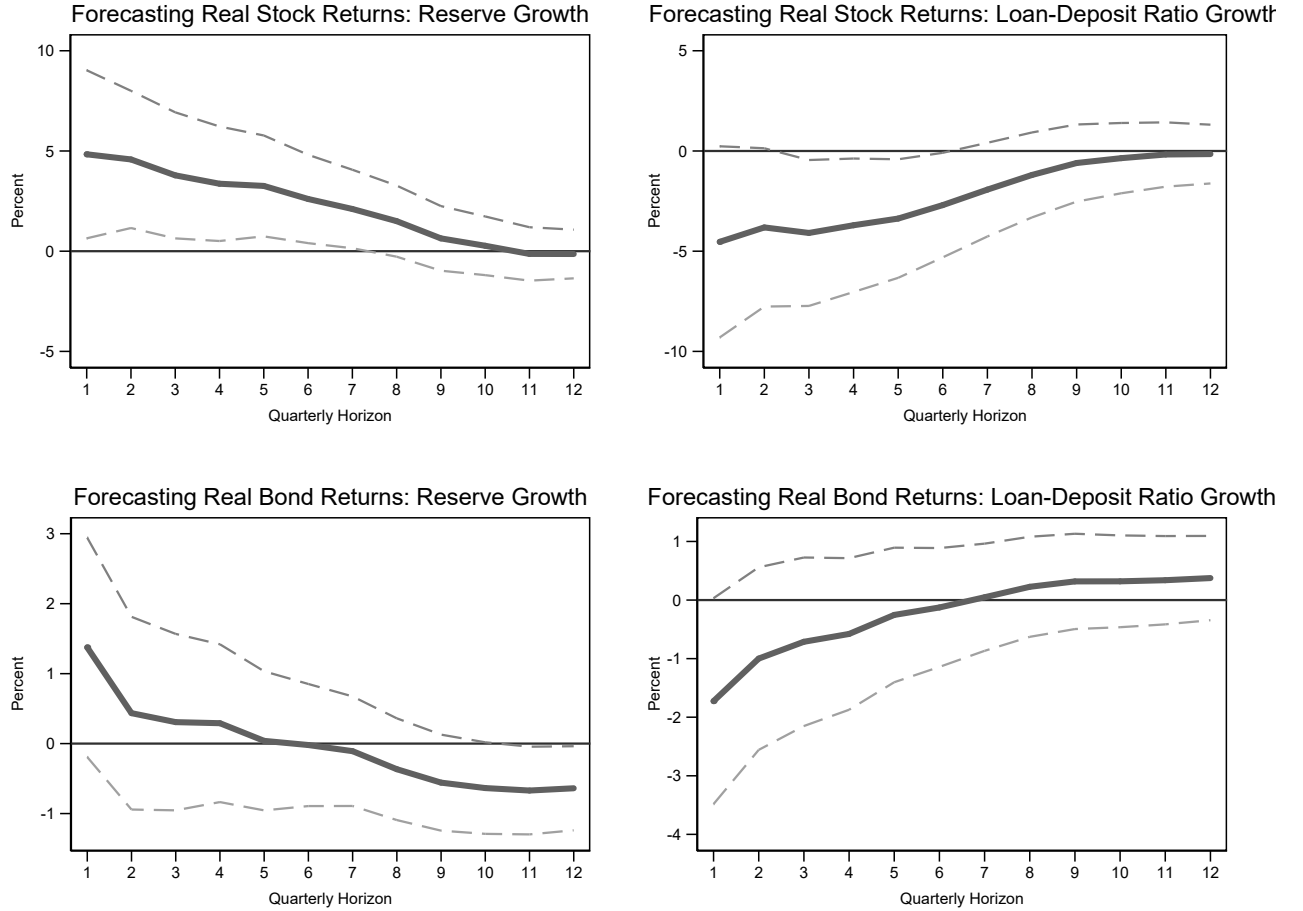 Forecasting Real Stock Returns: Reserve Growth
10
5
0
-5
Percent
1 2 3 4 5 6 7 8 9 10 11 12
Quarterly Horizon
Forecasting Real Stock Returns: Loan-Deposit Ratio Growth
5
0
-5
-10
Percent
1 2 3 4 5 6 7 8 9 10 11 12
Quarterly Horizon
Forecasting Real Bond Returns: Reserve Growth
3
2
1
0
-1
Percent
1 2 3 4 5 6 7 8 9 10 11 12
Quarterly Horizon
Forecasting Real Bond Returns: Loan-Deposit Ratio Growth
1
0
-1
-2
-3
-4
Percent
1 2 3 4 5 6 7 8 9 10 11 12
Quarterly Horizon